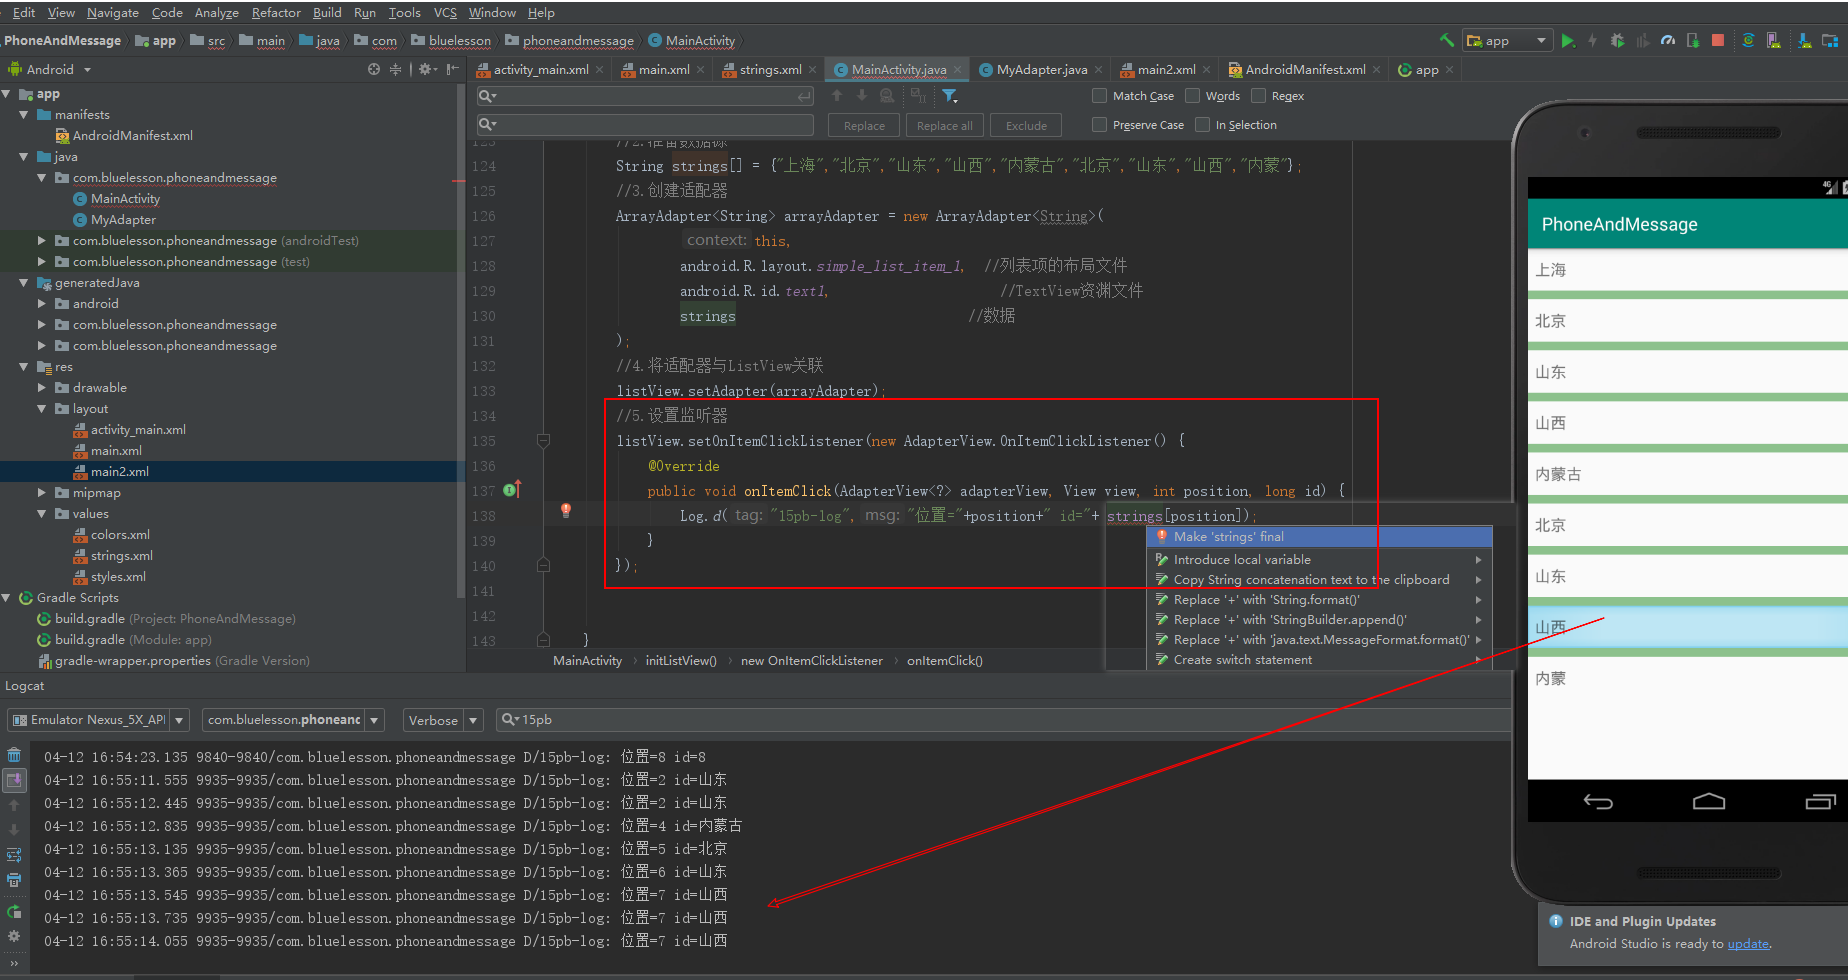 Edit View Navigate Code Analyze Refactor Build Run Tools VCS Window Help
PhoneAndMessage app src main java com bluelesson phoneandmessage MainActivity
app
Android
activity_main.xml main.xml strings.xml MainActivity.java MyAdapter.java main2.xml AndroidManifest.xml app
Match Case Words Regex
Replace Replace all Exclude Preserve Case In Selection
app
manifests
AndroidManifest.xml
java
com.bluelesson.phoneandmessage
MainActivity
MyAdapter
com.bluelesson.phoneandmessage (androidTest)
com.bluelesson.phoneandmessage (test)
generatedJava
android
com.bluelesson.phoneandmessage
com.bluelesson.phoneandmessage
res
drawable
layout
activity_main.xml
main.xml
main2.xml
mipmap
values
colors.xml
strings.xml
styles.xml
Gradle Scripts
build.gradle (Project: PhoneAndMessage)
build.gradle (Module: app)
gradle-wrapper.properties (Gradle Version)
123 //2.准备数据源
124 String strings[] = {"上海","北京","山东","山西","内蒙古","北京","山东","山西","内蒙"};
125 //3.创建适配器
126 ArrayAdapter<String> arrayAdapter = new ArrayAdapter<String>(
127 context: this,
128 android.R.layout.simple_list_item_1, //列表项的布局文件
129 android.R.id.text1, //TextView资渊文件
130 strings //数据
131 );
132 //4.将适配器与ListView关联
133 listView.setAdapter(arrayAdapter);
134 //5.设置监听器
135 listView.setOnItemClickListener(new AdapterView.OnItemClickListener() {
136 @Override
137 public void onItemClick(AdapterView<?> adapterView, View view, int position, long id) {
138 Log.d( tag: "15pb-log", msg: "位置="+position+" id="+ strings[position]);
139 }
140 });
141
142
143 }
Make 'strings' final
Introduce local variable
Copy String concatenation text to the clipboard
Replace '+' with 'String.format()'
Replace '+' with 'StringBuilder.append()'
Replace '+' with 'java.text.MessageFormat.format()'
Create switch statement
MainActivity initListView() new OnItemClickListener onItemClick()
4G
PhoneAndMessage
上海
北京
山东
山西
内蒙古
北京
山东
山西
内蒙
Logcat
Emulator Nexus_5X_API com.bluelesson.phoneanc Verbose 15pb
04-12 16:54:23.135 9840-9840/com.bluelesson.phoneandmessage D/15pb-log: 位置=8 id=8
04-12 16:55:11.555 9935-9935/com.bluelesson.phoneandmessage D/15pb-log: 位置=2 id=山东
04-12 16:55:12.445 9935-9935/com.bluelesson.phoneandmessage D/15pb-log: 位置=2 id=山东
04-12 16:55:12.835 9935-9935/com.bluelesson.phoneandmessage D/15pb-log: 位置=4 id=内蒙古
04-12 16:55:13.135 9935-9935/com.bluelesson.phoneandmessage D/15pb-log: 位置=5 id=北京
04-12 16:55:13.365 9935-9935/com.bluelesson.phoneandmessage D/15pb-log: 位置=6 id=山东
04-12 16:55:13.545 9935-9935/com.bluelesson.phoneandmessage D/15pb-log: 位置=7 id=山西
04-12 16:55:13.735 9935-9935/com.bluelesson.phoneandmessage D/15pb-log: 位置=7 id=山西
04-12 16:55:14.055 9935-9935/com.bluelesson.phoneandmessage D/15pb-log: 位置=7 id=山西
IDE and Plugin Updates
Android Studio is ready to update.